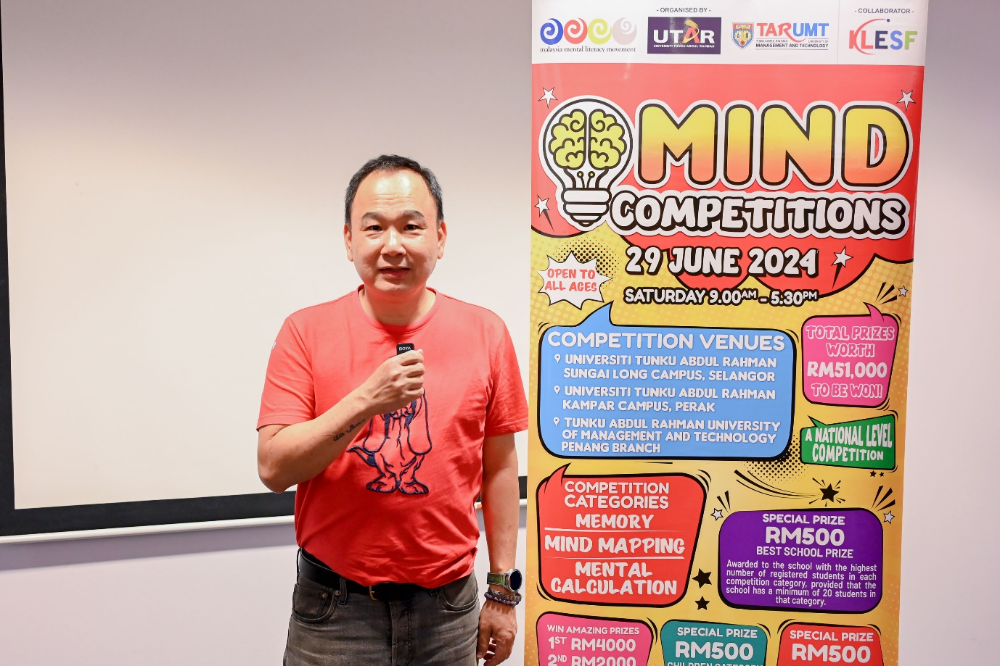 - ORGANISED BY -
- COLLABORATOR -
malaysia mental literacy movement
UTAR
UNIVERSITI TUNKU ABDUL RAHMAN
TARUMT
TUNKU ABDUL RAHMAN UNIVERSITY OF
MANAGEMENT AND TECHNOLOGY
KLESF
MIND
COMPETITIONS
29 JUNE 2024
SATURDAY 9.00AM - 5:30PM
OPEN TO
ALL AGES
COMPETITION VENUES
UNIVERSITI TUNKU ABDUL RAHMAN
SUNGAI LONG CAMPUS, SELANGOR
UNIVERSITI TUNKU ABDUL RAHMAN
KAMPAR CAMPUS, PERAK
TUNKU ABDUL RAHMAN UNIVERSITY
OF MANAGEMENT AND TECHNOLOGY
PENANG BRANCH
TOTAL PRIZES
WORTH
RM51,000
TO BE WON!
A NATIONAL LEVEL
COMPETITION
COMPETITION
CATEGORIES
MEMORY
MIND MAPPING
MENTAL
CALCULATION
SPECIAL PRIZE
RM500
BEST SCHOOL PRIZE
Awarded to the school with the highest
number of registered students in each
competition category, provided that the
school has a minimum of 20 students in
that category.
WIN AMAZING PRIZES
1ST RM4000
2ND RM2000
SPECIAL PRIZE
RM500
CHILDREN CATEGORY
SPECIAL PRIZE
RM500
BOYA